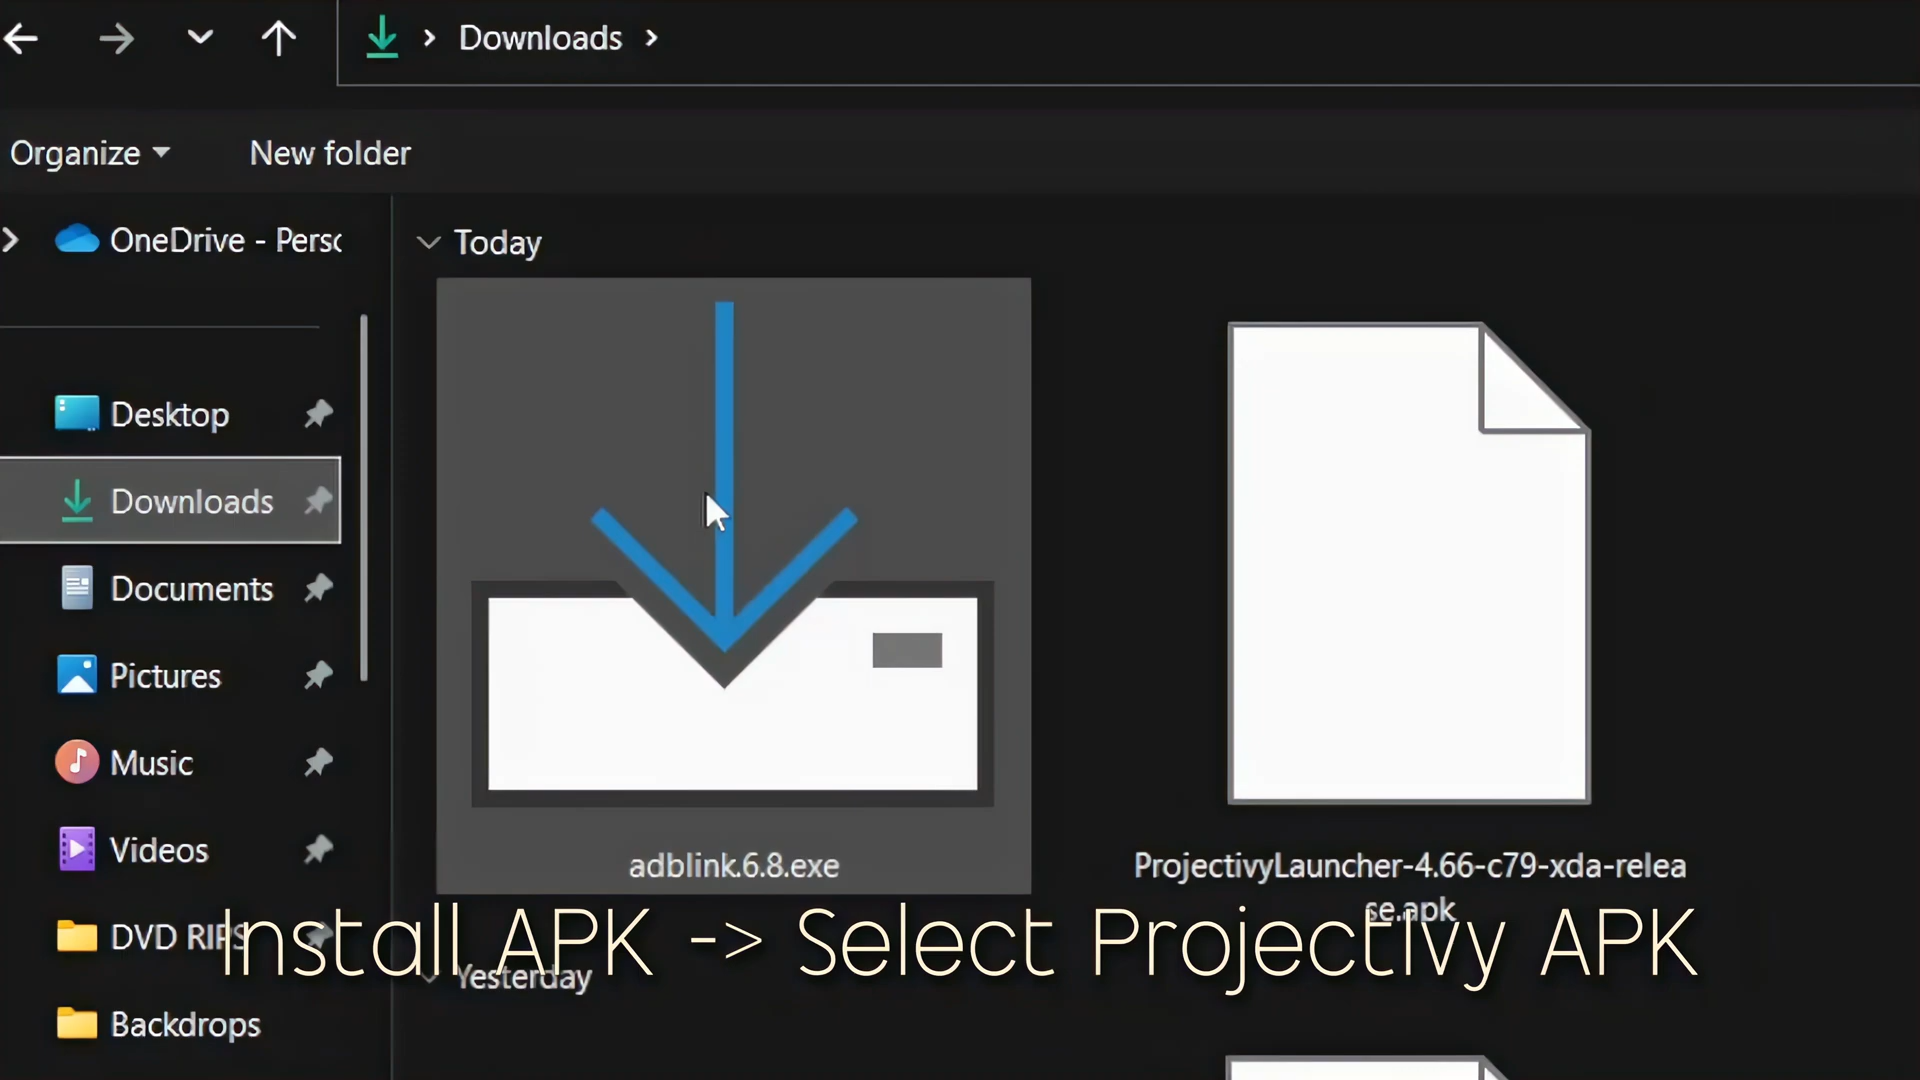 Downloads
Organize
New folder
OneDrive - Perso
Today
Desktop
Downloads
Documents
Pictures
Music
Videos
DVD RIPS
Backdrops
adblink.6.8.exe
ProjectivyLauncher-4.66-c79-xda-relea
se.apk
Install APK -> Select Projectivy APK
Yesterday